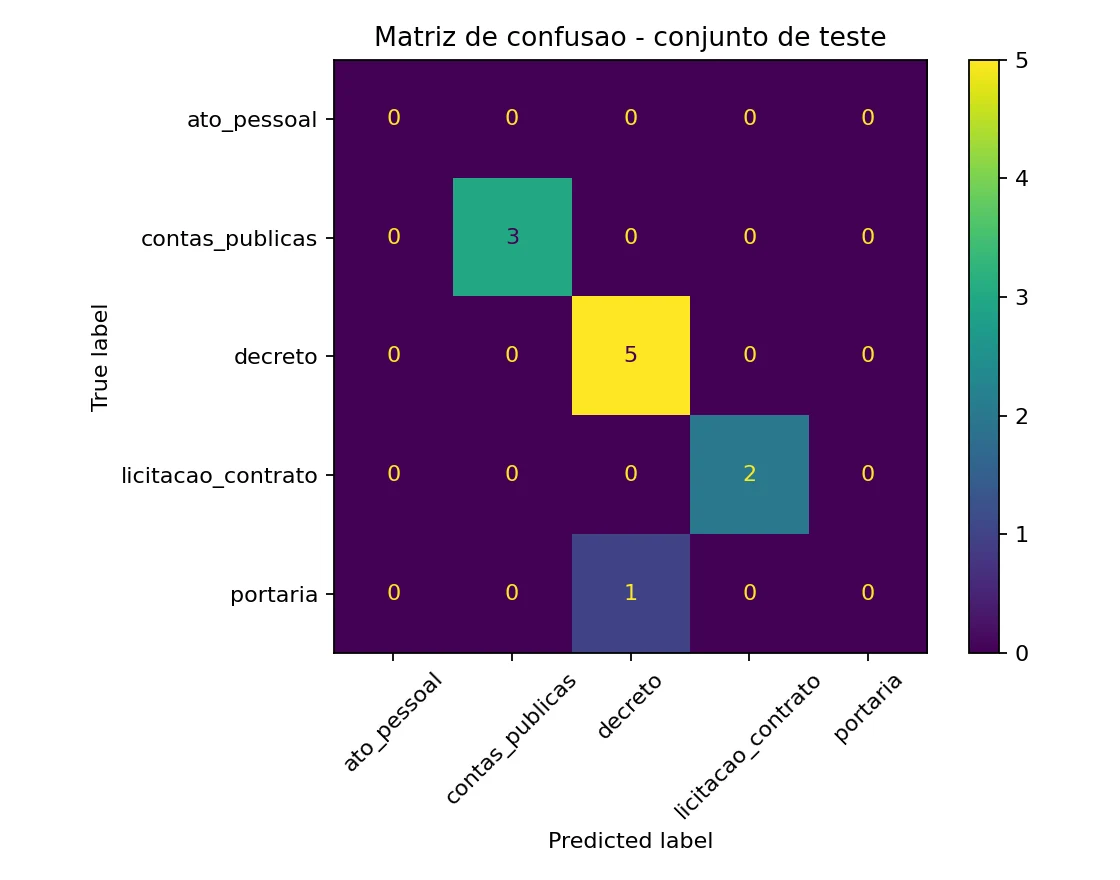 Matriz de confusao - conjunto de teste
ato_pessoal 0 0 0 0 0
contas_publicas 0 3 0 0 0
decreto 0 0 5 0 0
licitacao_contrato 0 0 0 2 0
portaria 0 0 1 0 0
True label
ato_pessoal contas_publicas decreto licitacao_contrato portaria
Predicted label
5
4
3
2
1
0